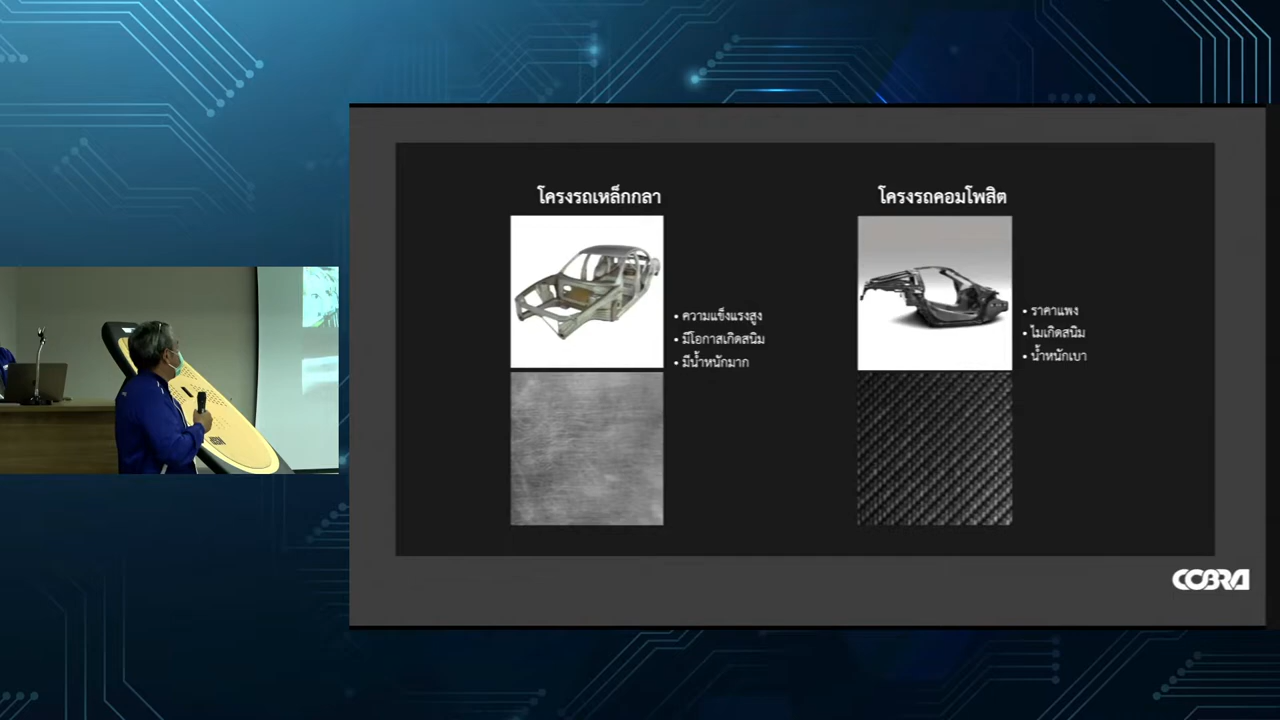 โครงรถเหล็กกลา
• ความแข็งแรงสูง
• มีโอกาสเกิดสนิม
• มีน้ำหนักมาก
โครงรถคอมโพสิต
• ราคาแพง
• ไมเกิดสนิม
• น้ำหนักเบา
COBRA